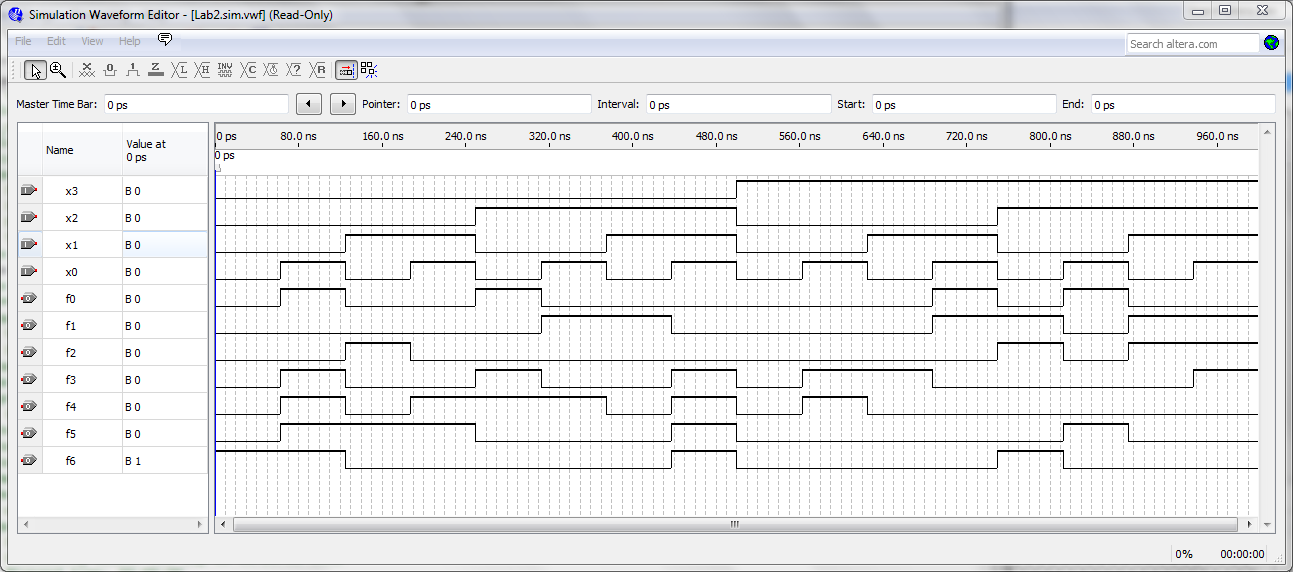 Simulation Waveform Editor - [Lab2.sim.vwf] (Read-Only)
File Edit View Help
Search altera.com
Master Time Bar: 0 ps Pointer: 0 ps Interval: 0 ps Start: 0 ps End: 0 ps
Name Value at 0 ps
0 ps 80.0 ns 160.0 ns 240.0 ns 320.0 ns 400.0 ns 480.0 ns 560.0 ns 640.0 ns 720.0 ns 800.0 ns 880.0 ns 960.0 ns
0 ps
x3 B 0
x2 B 0
x1 B 0
x0 B 0
f0 B 0
f1 B 0
f2 B 0
f3 B 0
f4 B 0
f5 B 0
f6 B 1
0% 00:00:00